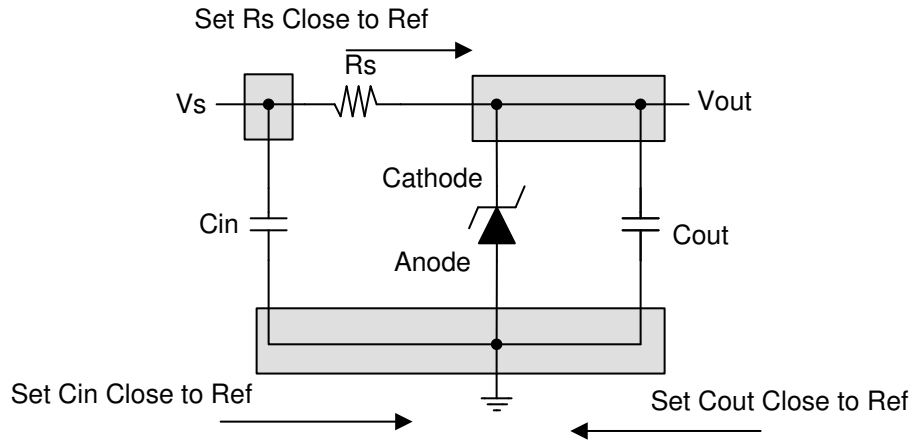 Set Rs Close to Ref
Rs
Vs
Vout
Cathode
Cin
Cout
Anode
Set Cin Close to Ref
Set Cout Close to Ref